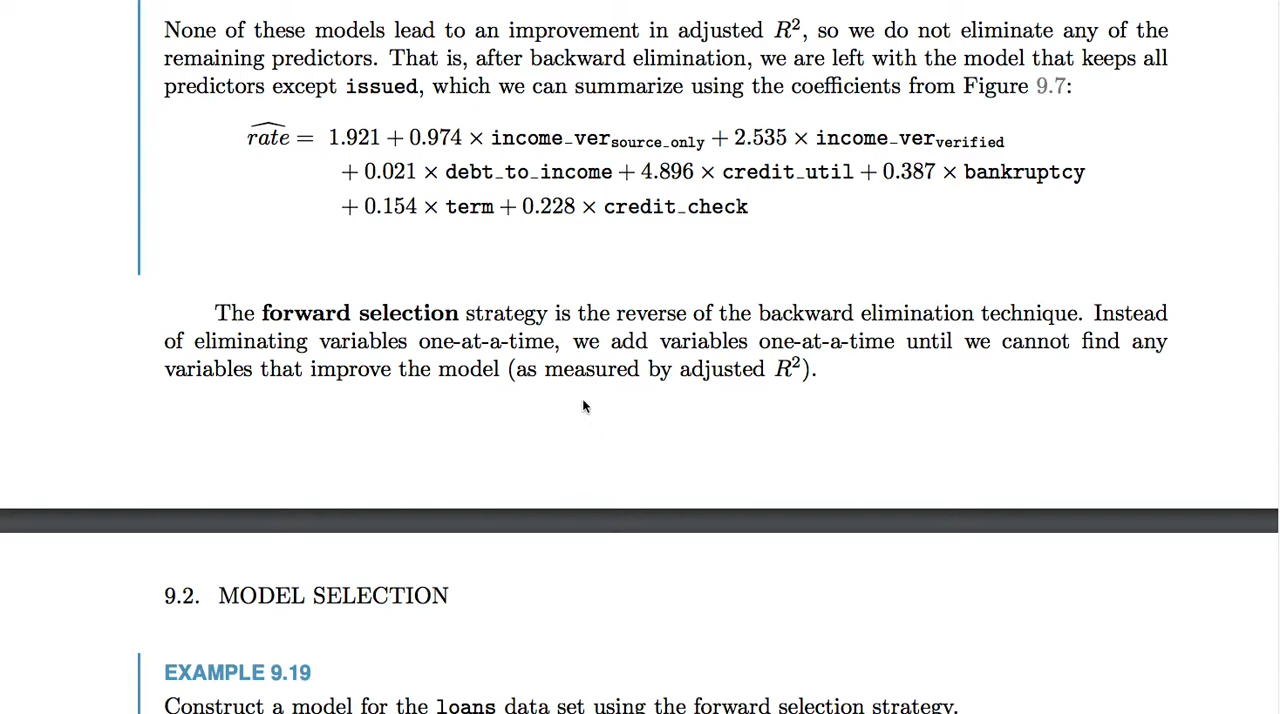 None of these models lead to an improvement in adjusted R², so we do not eliminate any of the
remaining predictors. That is, after backward elimination, we are left with the model that keeps all
predictors except issued, which we can summarize using the coefficients from Figure 9.7:
r̂ate = 1.921 + 0.974 × income_ver_source_only + 2.535 × income_ver_verified
+ 0.021 × debt_to_income + 4.896 × credit_util + 0.387 × bankruptcy
+ 0.154 × term + 0.228 × credit_check
The forward selection strategy is the reverse of the backward elimination technique. Instead
of eliminating variables one-at-a-time, we add variables one-at-a-time until we cannot find any
variables that improve the model (as measured by adjusted R²).
9.2. MODEL SELECTION
EXAMPLE 9.19
Construct a model for the loans data set using the forward selection strategy.